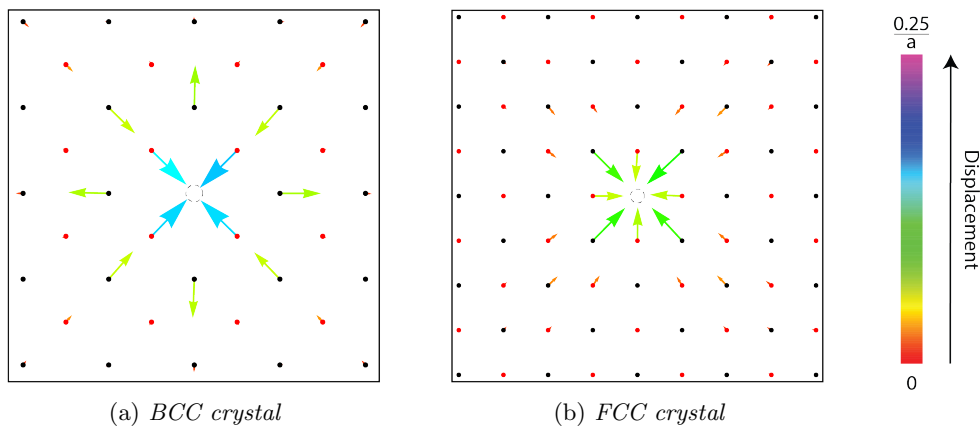 0.25
a
Displacement
0
(a) BCC crystal
(b) FCC crystal